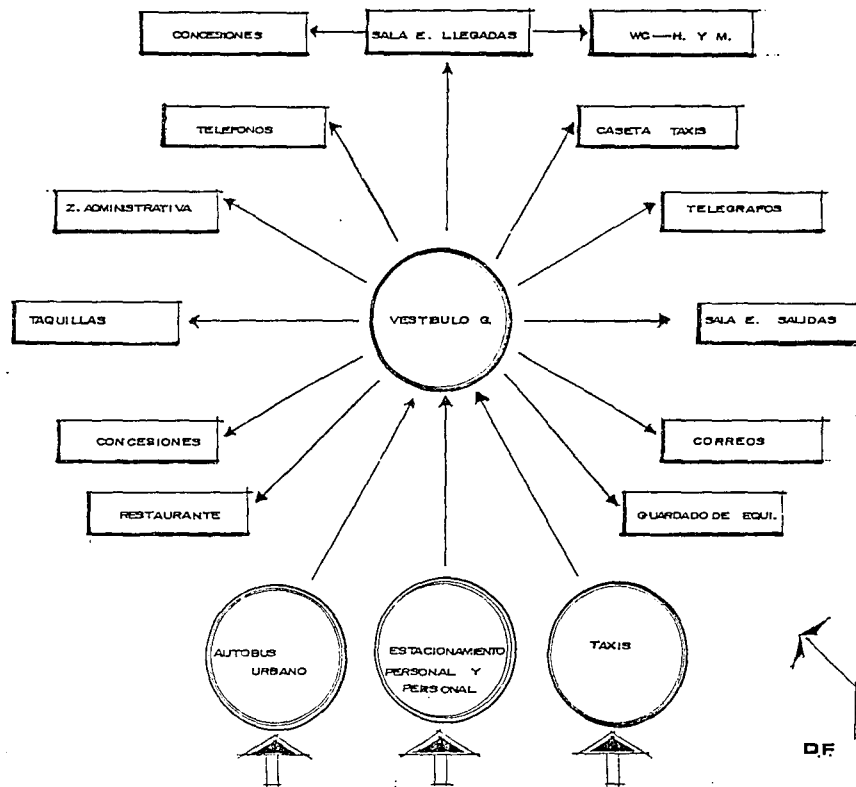 CONCESIONES
SALA E. LLEGADAS
WC—H. Y M.
TELEFONOS
CASETA TAXIS
Z. ADMINISTRATIVA
TELEGRAFOS
TAQUILLAS
VESTIBULO G.
SALA E. SALIDAS
CONCESIONES
CORREOS
RESTAURANTE
GUARDADO DE EQUI.
AUTOBUS
URBANO
ESTACIONAMIENTO
PERSONAL Y
PERSONAL
TAXIS
D.F.